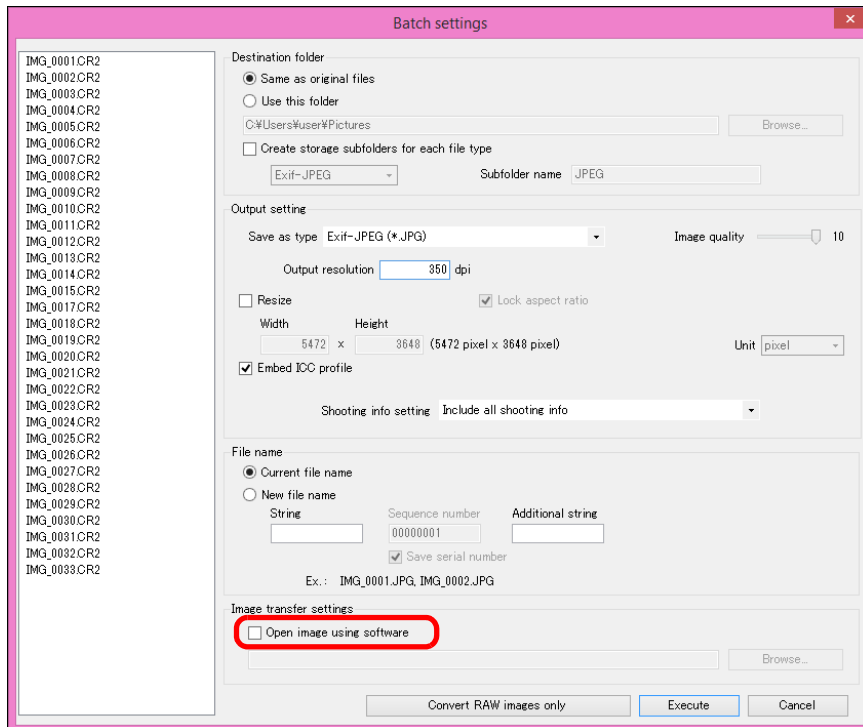 Batch settings
IMG_0001.CR2
IMG_0002.CR2
IMG_0003.CR2
IMG_0004.CR2
IMG_0005.CR2
IMG_0006.CR2
IMG_0007.CR2
IMG_0008.CR2
IMG_0009.CR2
IMG_0010.CR2
IMG_0011.CR2
IMG_0012.CR2
IMG_0013.CR2
IMG_0014.CR2
IMG_0015.CR2
IMG_0017.CR2
IMG_0018.CR2
IMG_0019.CR2
IMG_0020.CR2
IMG_0021.CR2
IMG_0022.CR2
IMG_0023.CR2
IMG_0024.CR2
IMG_0025.CR2
IMG_0026.CR2
IMG_0027.CR2
IMG_0028.CR2
IMG_0029.CR2
IMG_0030.CR2
IMG_0031.CR2
IMG_0032.CR2
IMG_0033.CR2
Destination folder
Same as original files
Use this folder
C:¥Users¥user¥Pictures Browse...
Create storage subfolders for each file type
Exif-JPEG Subfolder name JPEG
Output setting
Save as type Exif-JPEG (*.JPG) Image quality 10
Output resolution 350 dpi
Resize Lock aspect ratio
Width Height
5472 x 3648 (5472 pixel x 3648 pixel) Unit pixel
Embed ICC profile
Shooting info setting Include all shooting info
File name
Current file name
New file name
String Sequence number Additional string
00000001
Save serial number
Ex.: IMG_0001.JPG, IMG_0002.JPG
Image transfer settings
Open image using software
Browse...
Convert RAW images only Execute Cancel